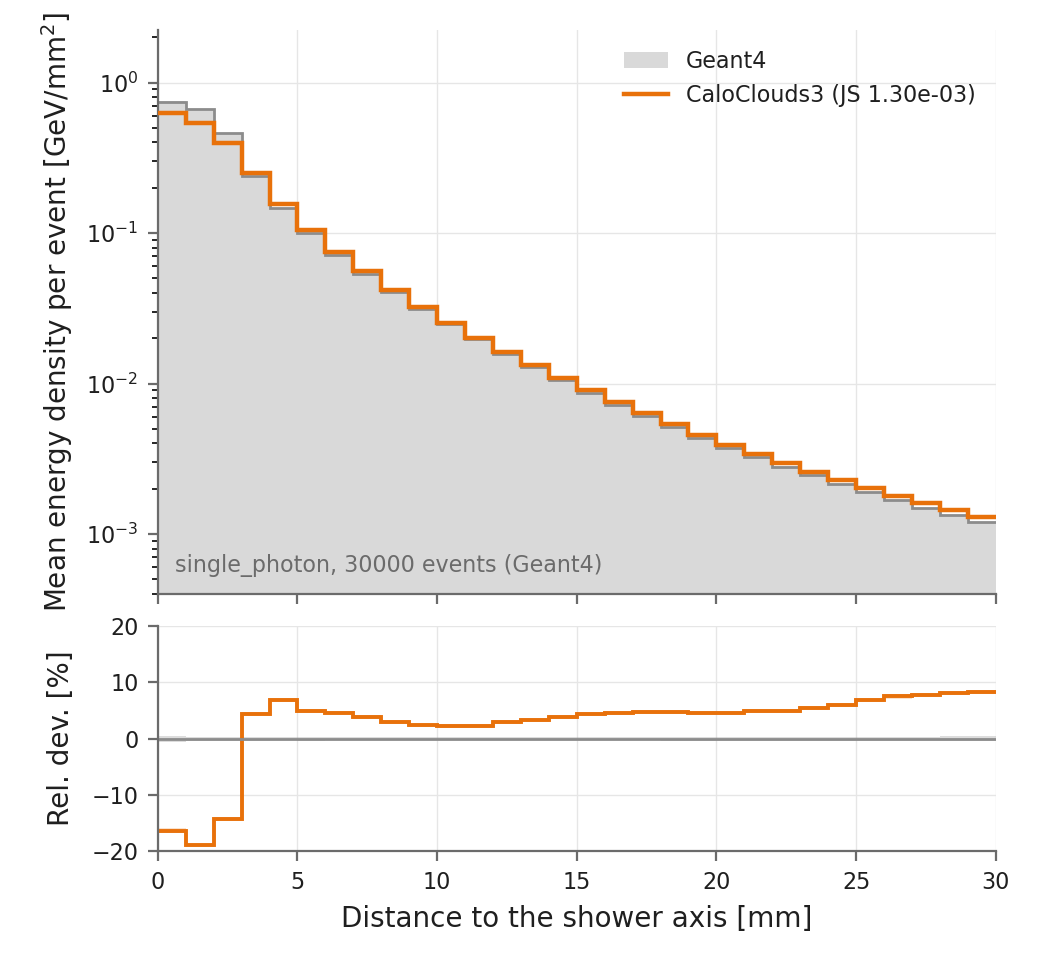 Mean energy density per event [GeV/mm²]
10⁰
10⁻¹
10⁻²
10⁻³
Geant4
CaloClouds3 (JS 1.30e-03)
single_photon, 30000 events (Geant4)
Rel. dev. [%]
20
10
0
−10
−20
0 5 10 15 20 25 30
Distance to the shower axis [mm]